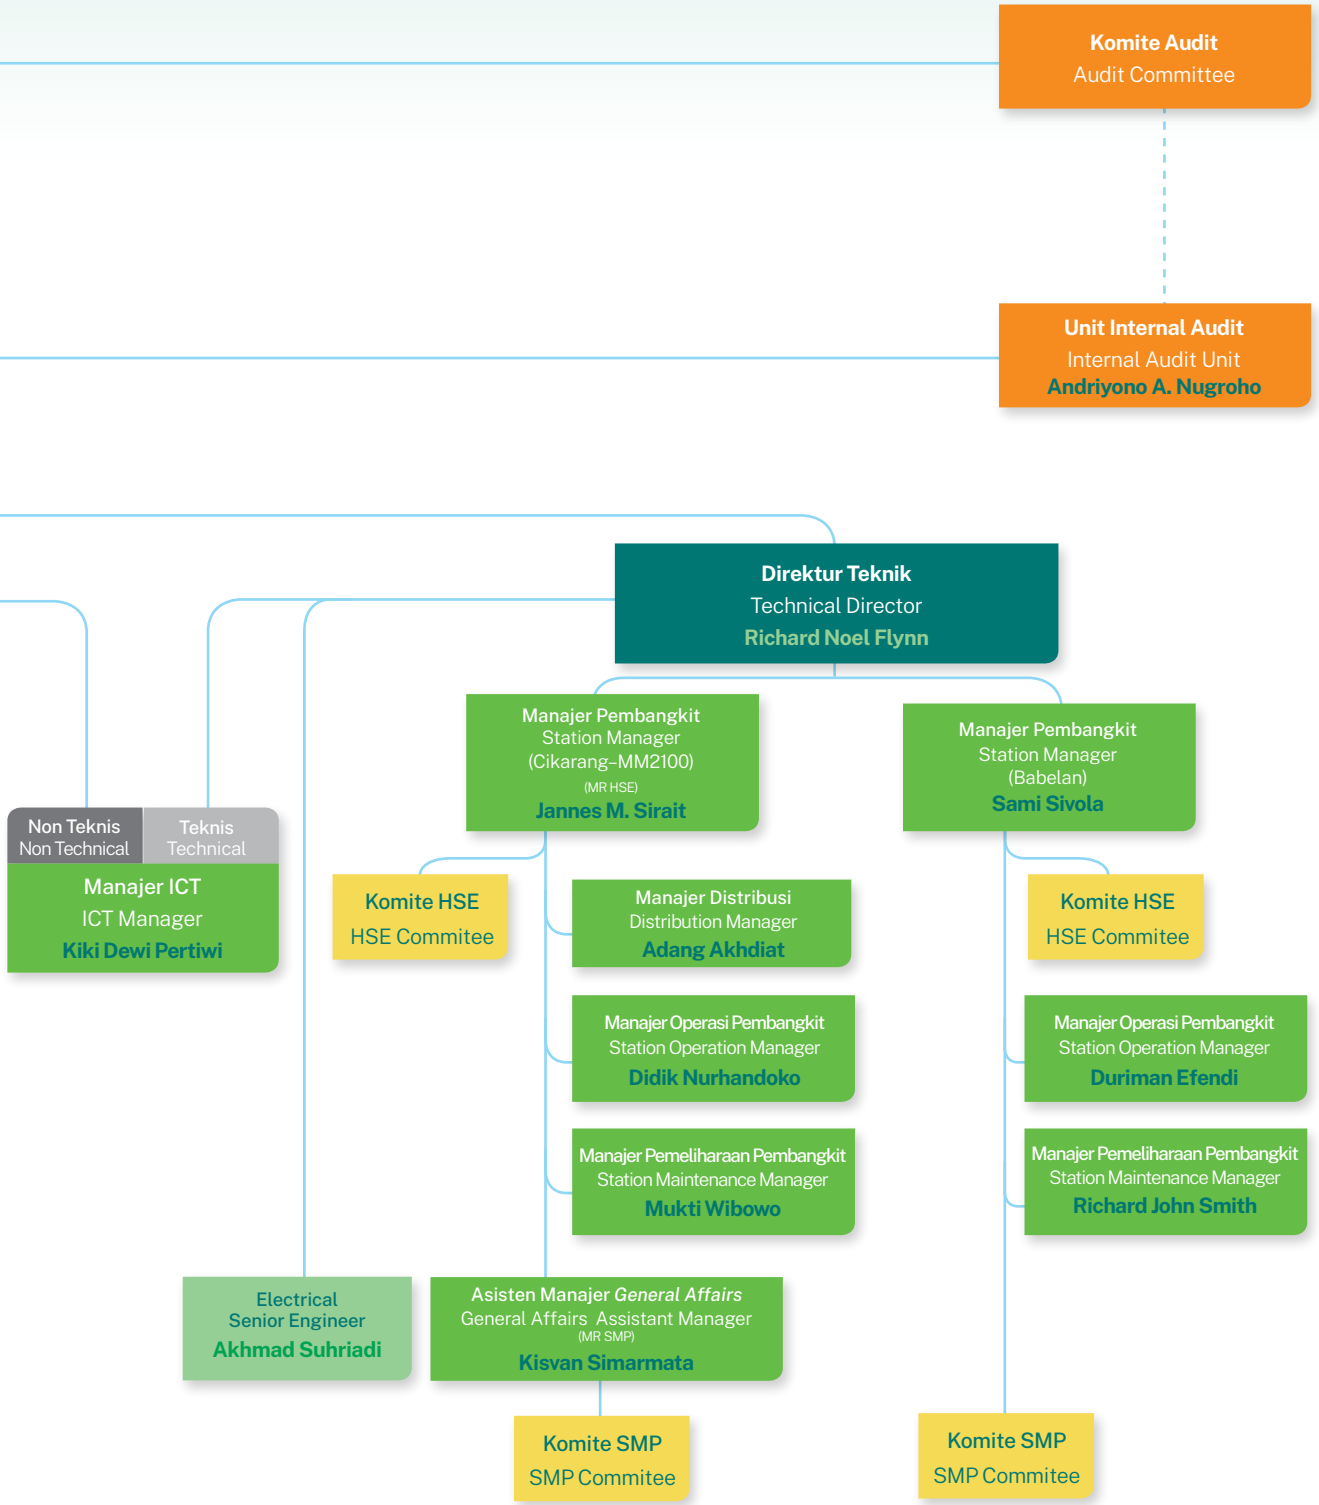 Komite Audit
Audit Committee
Unit Internal Audit
Internal Audit Unit
Andriyono A. Nugroho
Direktur Teknik
Technical Director
Richard Noel Flynn
Manajer Pembangkit
Station Manager
(Cikarang–MM2100)
(MR HSE)
Jannes M. Sirait
Manajer Pembangkit
Station Manager
(Babelan)
Sami Sivola
Non Teknis
Non Technical
Teknis
Technical
Manajer ICT
ICT Manager
Kiki Dewi Pertiwi
Komite HSE
HSE Commitee
Manajer Distribusi
Distribution Manager
Adang Akhdiat
Komite HSE
HSE Commitee
Manajer Operasi Pembangkit
Station Operation Manager
Didik Nurhandoko
Manajer Operasi Pembangkit
Station Operation Manager
Duriman Efendi
Manajer Pemeliharaan Pembangkit
Station Maintenance Manager
Mukti Wibowo
Manajer Pemeliharaan Pembangkit
Station Maintenance Manager
Richard John Smith
Electrical
Senior Engineer
Akhmad Suhriadi
Asisten Manajer General Affairs
General Affairs Assistant Manager
(MR SMP)
Kisvan Simarmata
Komite SMP
SMP Commitee
Komite SMP
SMP Commitee